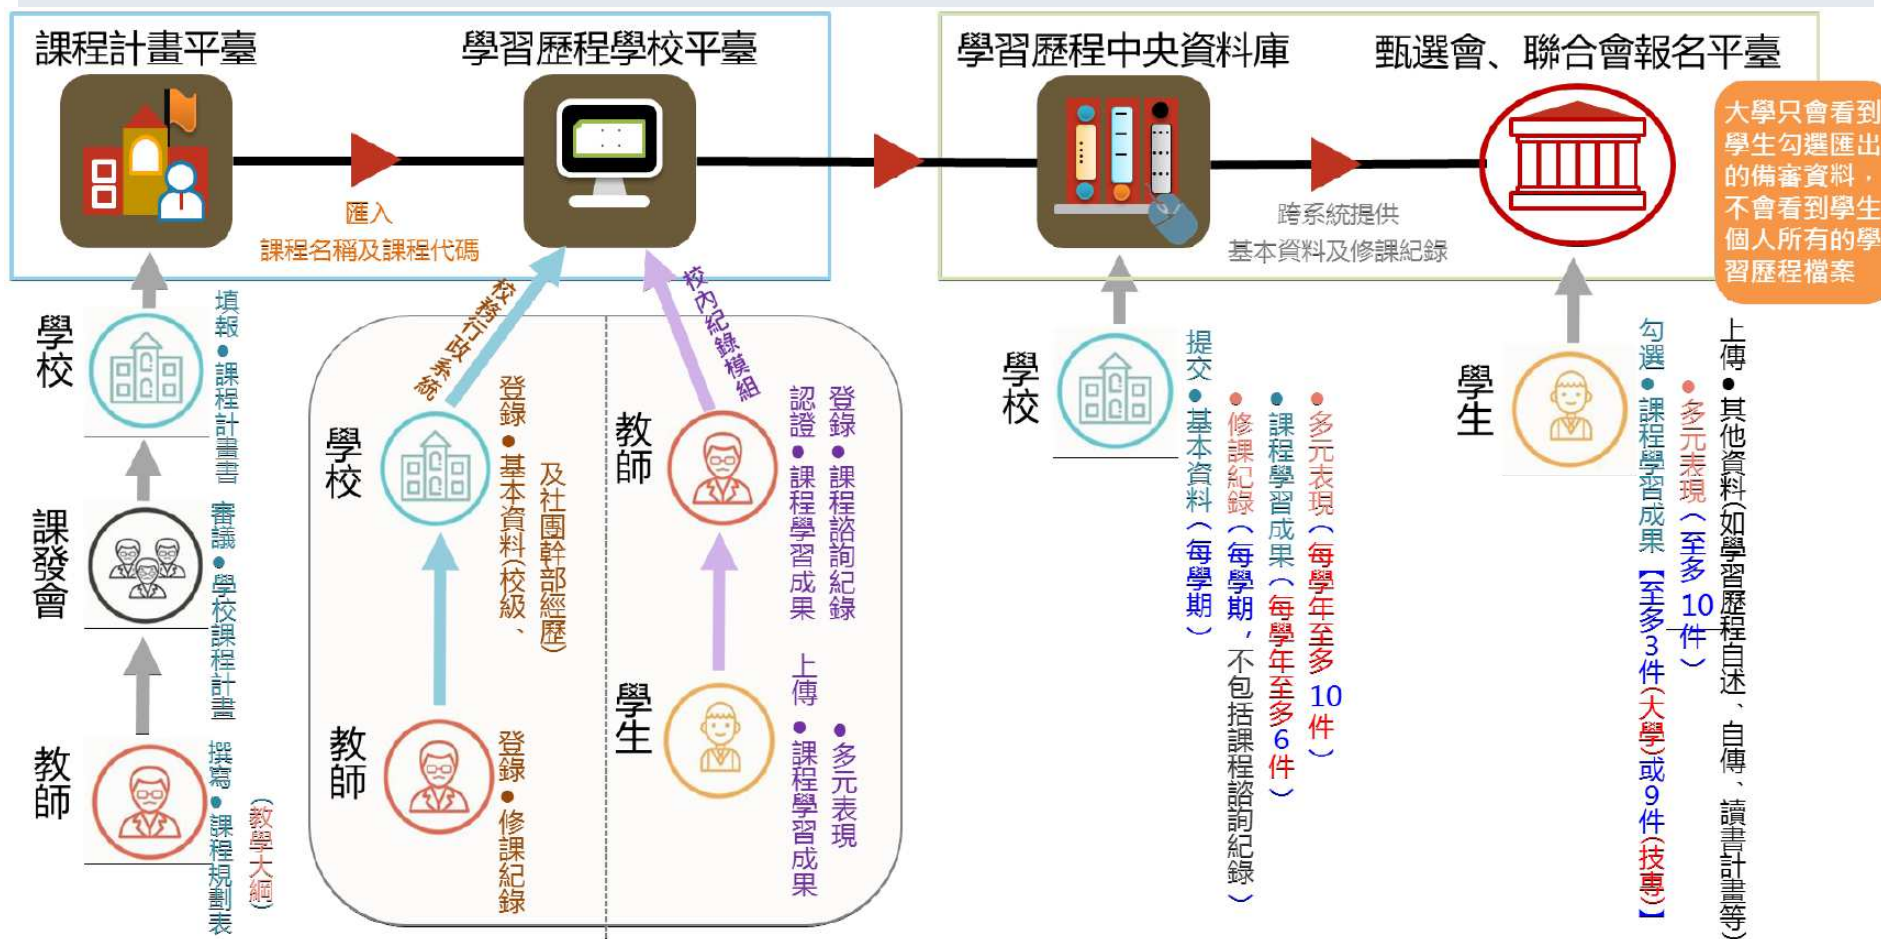 課程計畫平臺
學習歷程學校平臺
學習歷程中央資料庫
甄選會、聯合會報名平臺
大學只會看到
學生勾選匯出
的備審資料，
不會看到學生
個人所有的學
習歷程檔案
匯入
課程名稱及課程代碼
跨系統提供
基本資料及修課紀錄
學校
填報●課程計畫書
課發會
審議●學校課程計畫
教師
撰寫●課程規劃表
(教學大綱)
校務行政系統
校內紀錄模組
學校
登錄●基本資料(校級、
及社團幹部經歷)
教師
登錄●修課紀錄
教師
登錄●課程諮詢紀錄
認證●課程學習成果
學生
上傳●課程學習成果
●多元表現
學校
提交●基本資料(每學期)
●修課紀錄(每學期，不包括課程諮詢紀錄)
●課程學習成果(每學年至多6件)
●多元表現(每學年至多10件)
學生
勾選●課程學習成果【至多3件(大學)或9件(技專)】
●多元表現(至多10件)
上傳●其他資料(如學習歷程自述、自傳、讀書計畫等)